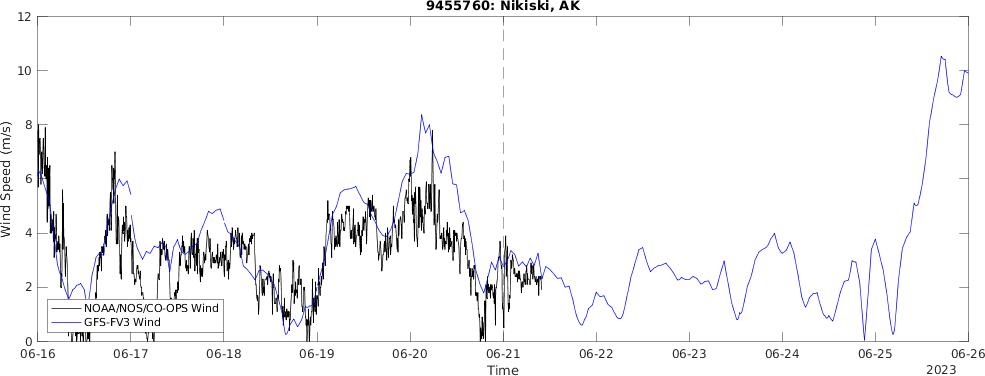 9455760: Nikiski, AK
Wind Speed (m/s)
12
10
8
6
4
2
0
NOAA/NOS/CO-OPS Wind
GFS-FV3 Wind
06-16 06-17 06-18 06-19 06-20 06-21 06-22 06-23 06-24 06-25 06-26
Time
2023